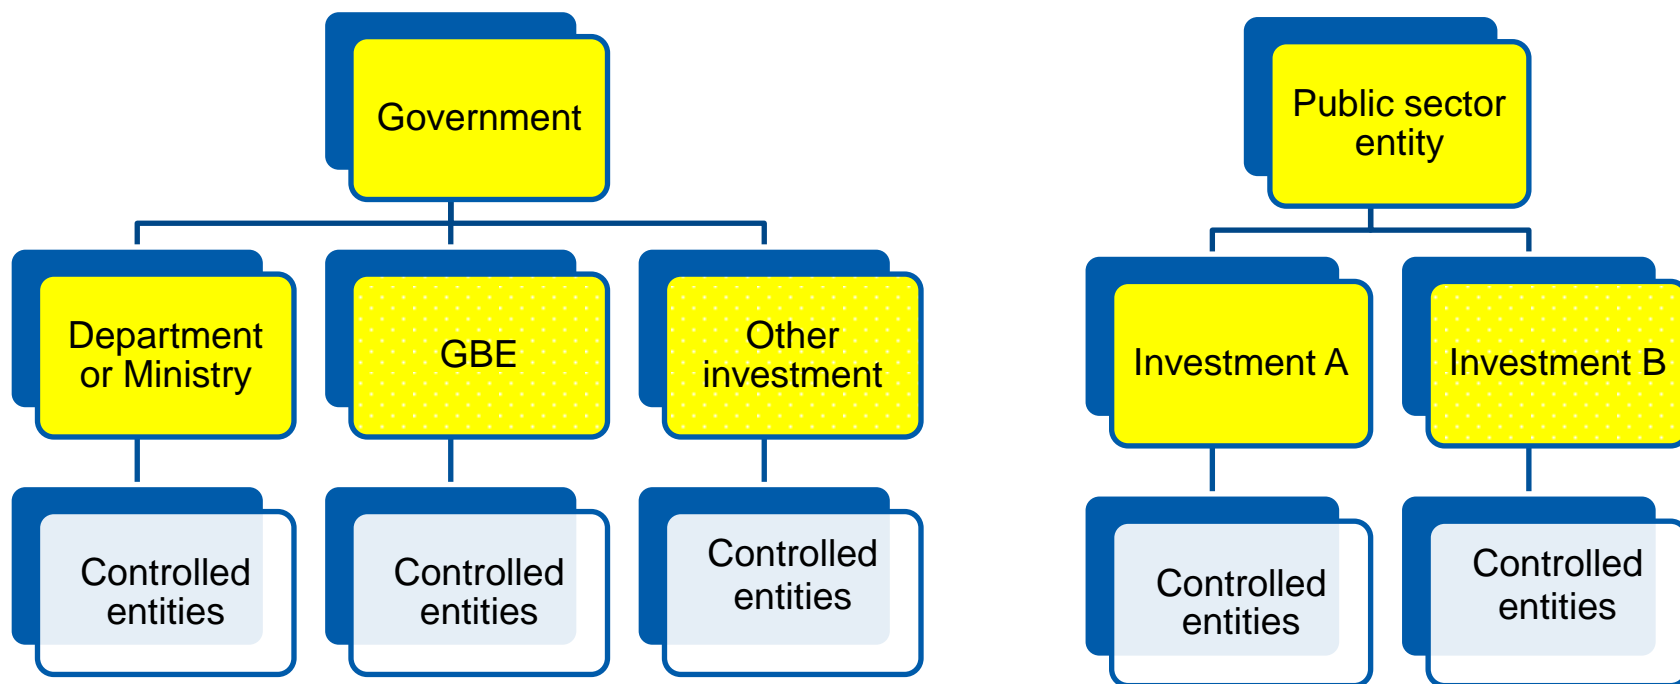 Government
Public sector
entity
Department
or Ministry
GBE
Other
investment
Investment A
Investment B
Controlled
entities
Controlled
entities
Controlled
entities
Controlled
entities
Controlled
entities